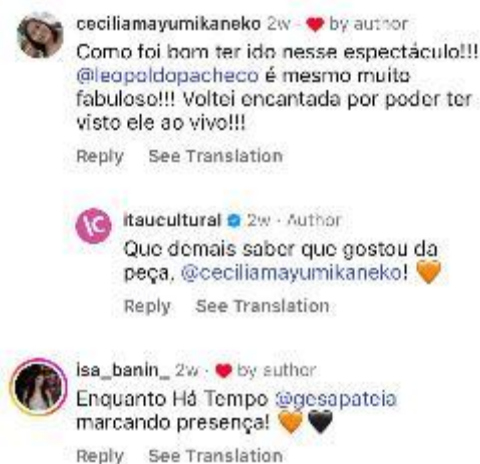 ceciliamayumikaneko 2w · ❤️ by author
Como foi bom ter ido nesse espectáculo!!!
@leopoldopacheco é mesmo muito
fabuloso!!! Voltei encantada por poder ter
visto ele ao vivo!!!
Reply See Translation
itaucultural 2w · Author
Que demais saber que gostou da
peça, @ceciliamayumikaneko! 🧡
Reply See Translation
isa_banin_ 2w · ❤️ by author
Enquanto Há Tempo @gesapateia
marcando presença! 🧡🖤
Reply See Translation